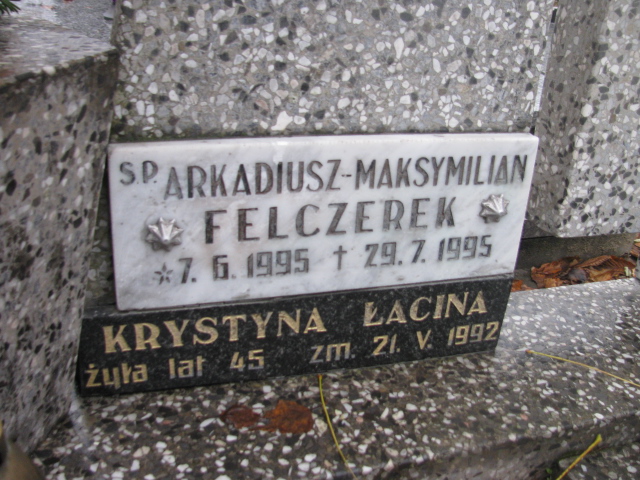 S.P. ARKADIUSZ-MAKSYMILIAN
FELCZEREK
*7. 6. 1995 † 29. 7. 1995
KRYSTYNA ŁACINA
żyła lat 45 zm. 21. V. 1992